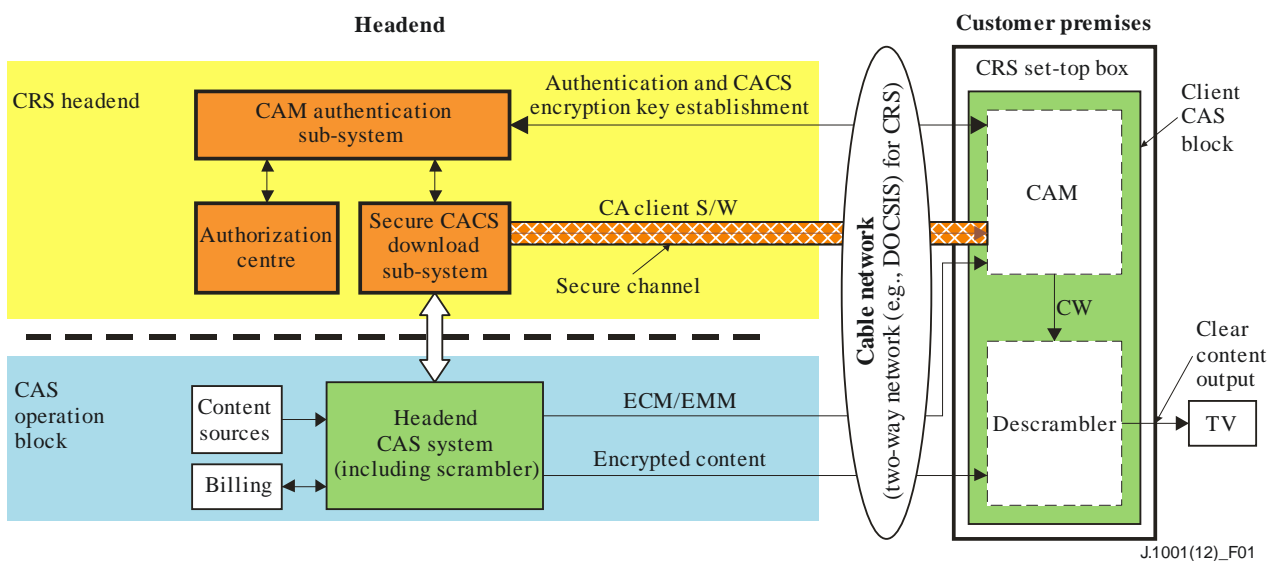 Headend
Customer premises
CRS headend
CAM authentication
sub-system
Authentication and CACS
encryption key establishment
Authorization
centre
Secure CACS
download
sub-system
CA client S/W
Secure channel
Cable network
(two-way network (e.g., DOCSIS) for CRS)
CRS set-top box
Client
CAS
block
CAM
CW
Descrambler
Clear
content
output
TV
CAS
operation
block
Content
sources
Billing
Headend
CAS system
(including scrambler)
ECM/EMM
Encrypted content
J.1001(12)_F01